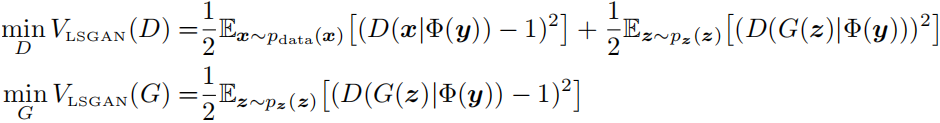 min_D V_LSGAN(D) = 1/2 𝔼_{x∼p_data(x)}[(D(x|Φ(y)) − 1)²] + 1/2 𝔼_{z∼p_z(z)}[(D(G(z)|Φ(y)))²]
min_G V_LSGAN(G) = 1/2 𝔼_{z∼p_z(z)}[(D(G(z)|Φ(y)) − 1)²]